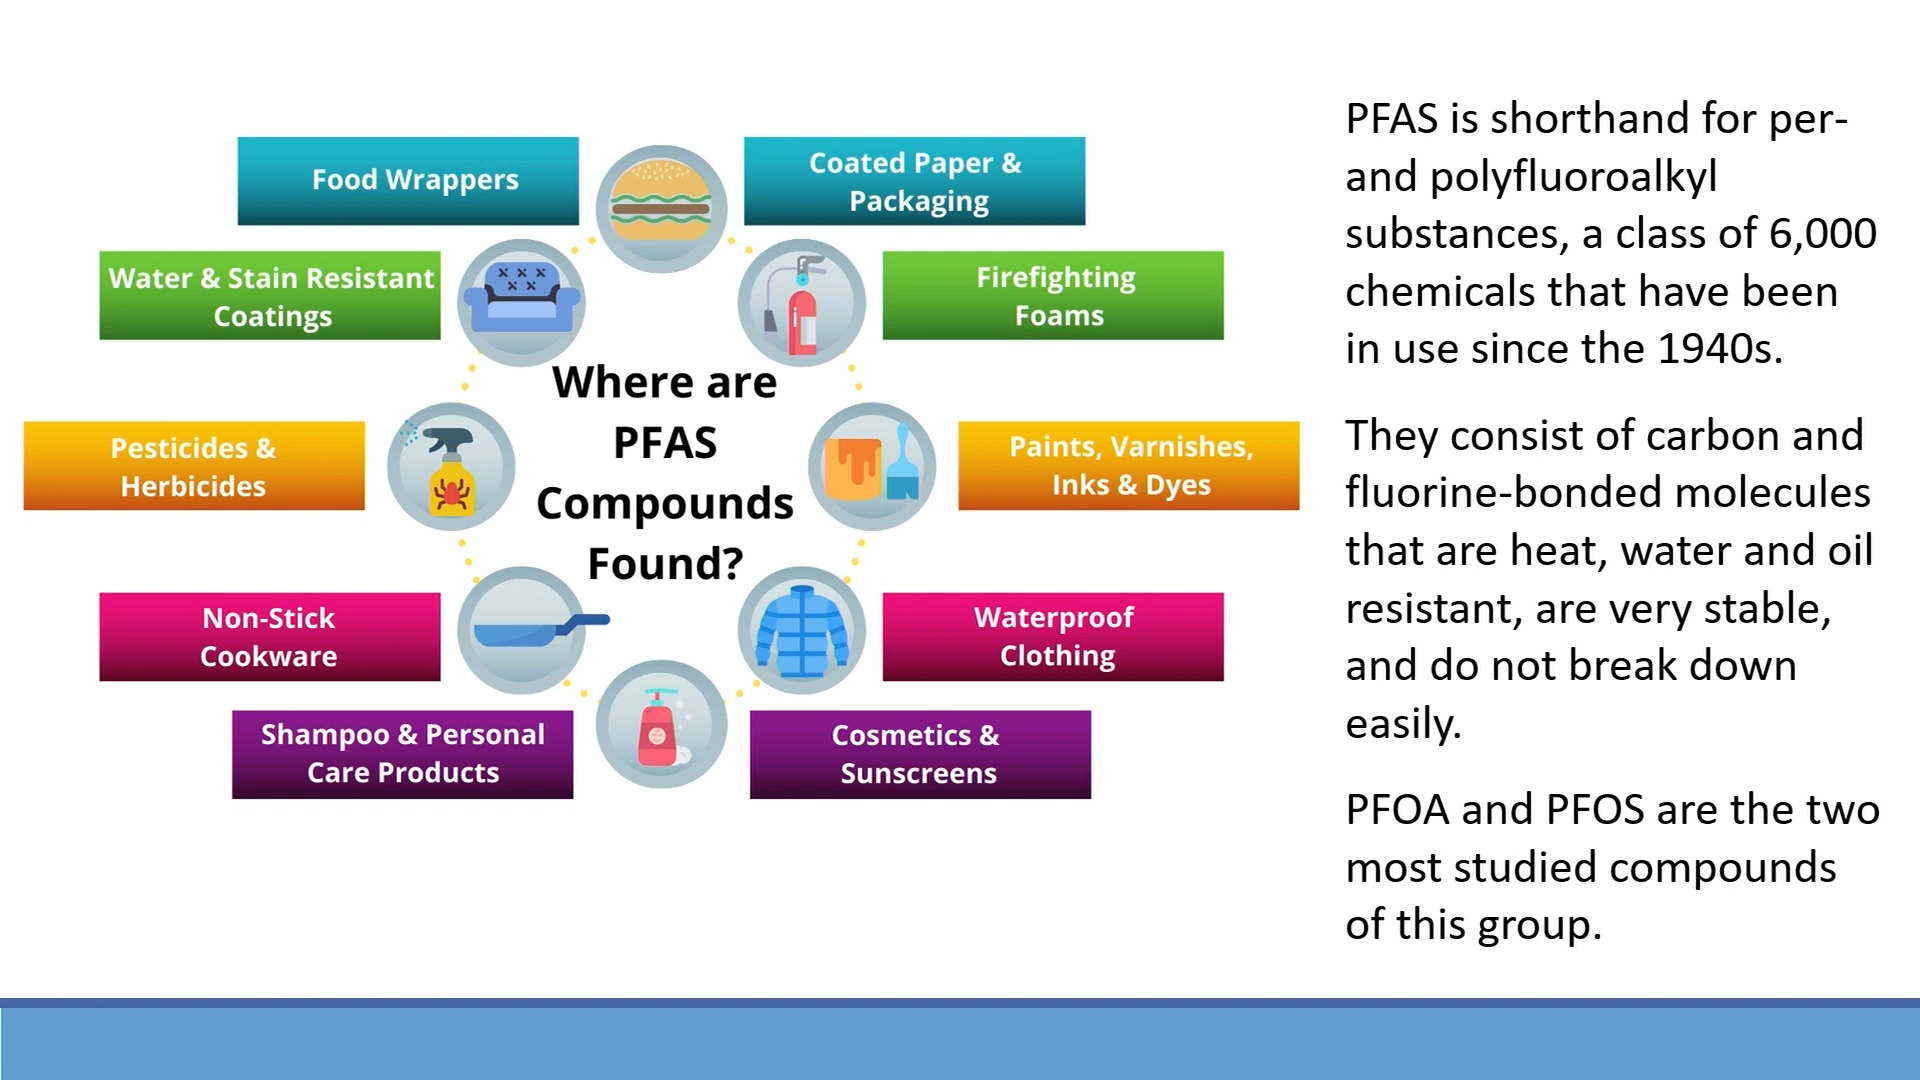 Food Wrappers
Coated Paper &
Packaging
Water & Stain Resistant
Coatings
Firefighting
Foams
Where are
PFAS
Compounds
Found?
Pesticides &
Herbicides
Paints, Varnishes,
Inks & Dyes
Non-Stick
Cookware
Waterproof
Clothing
Shampoo & Personal
Care Products
Cosmetics &
Sunscreens
PFAS is shorthand for per-
and polyfluoroalkyl
substances, a class of 6,000
chemicals that have been
in use since the 1940s.
They consist of carbon and
fluorine-bonded molecules
that are heat, water and oil
resistant, are very stable,
and do not break down
easily.
PFOA and PFOS are the two
most studied compounds
of this group.